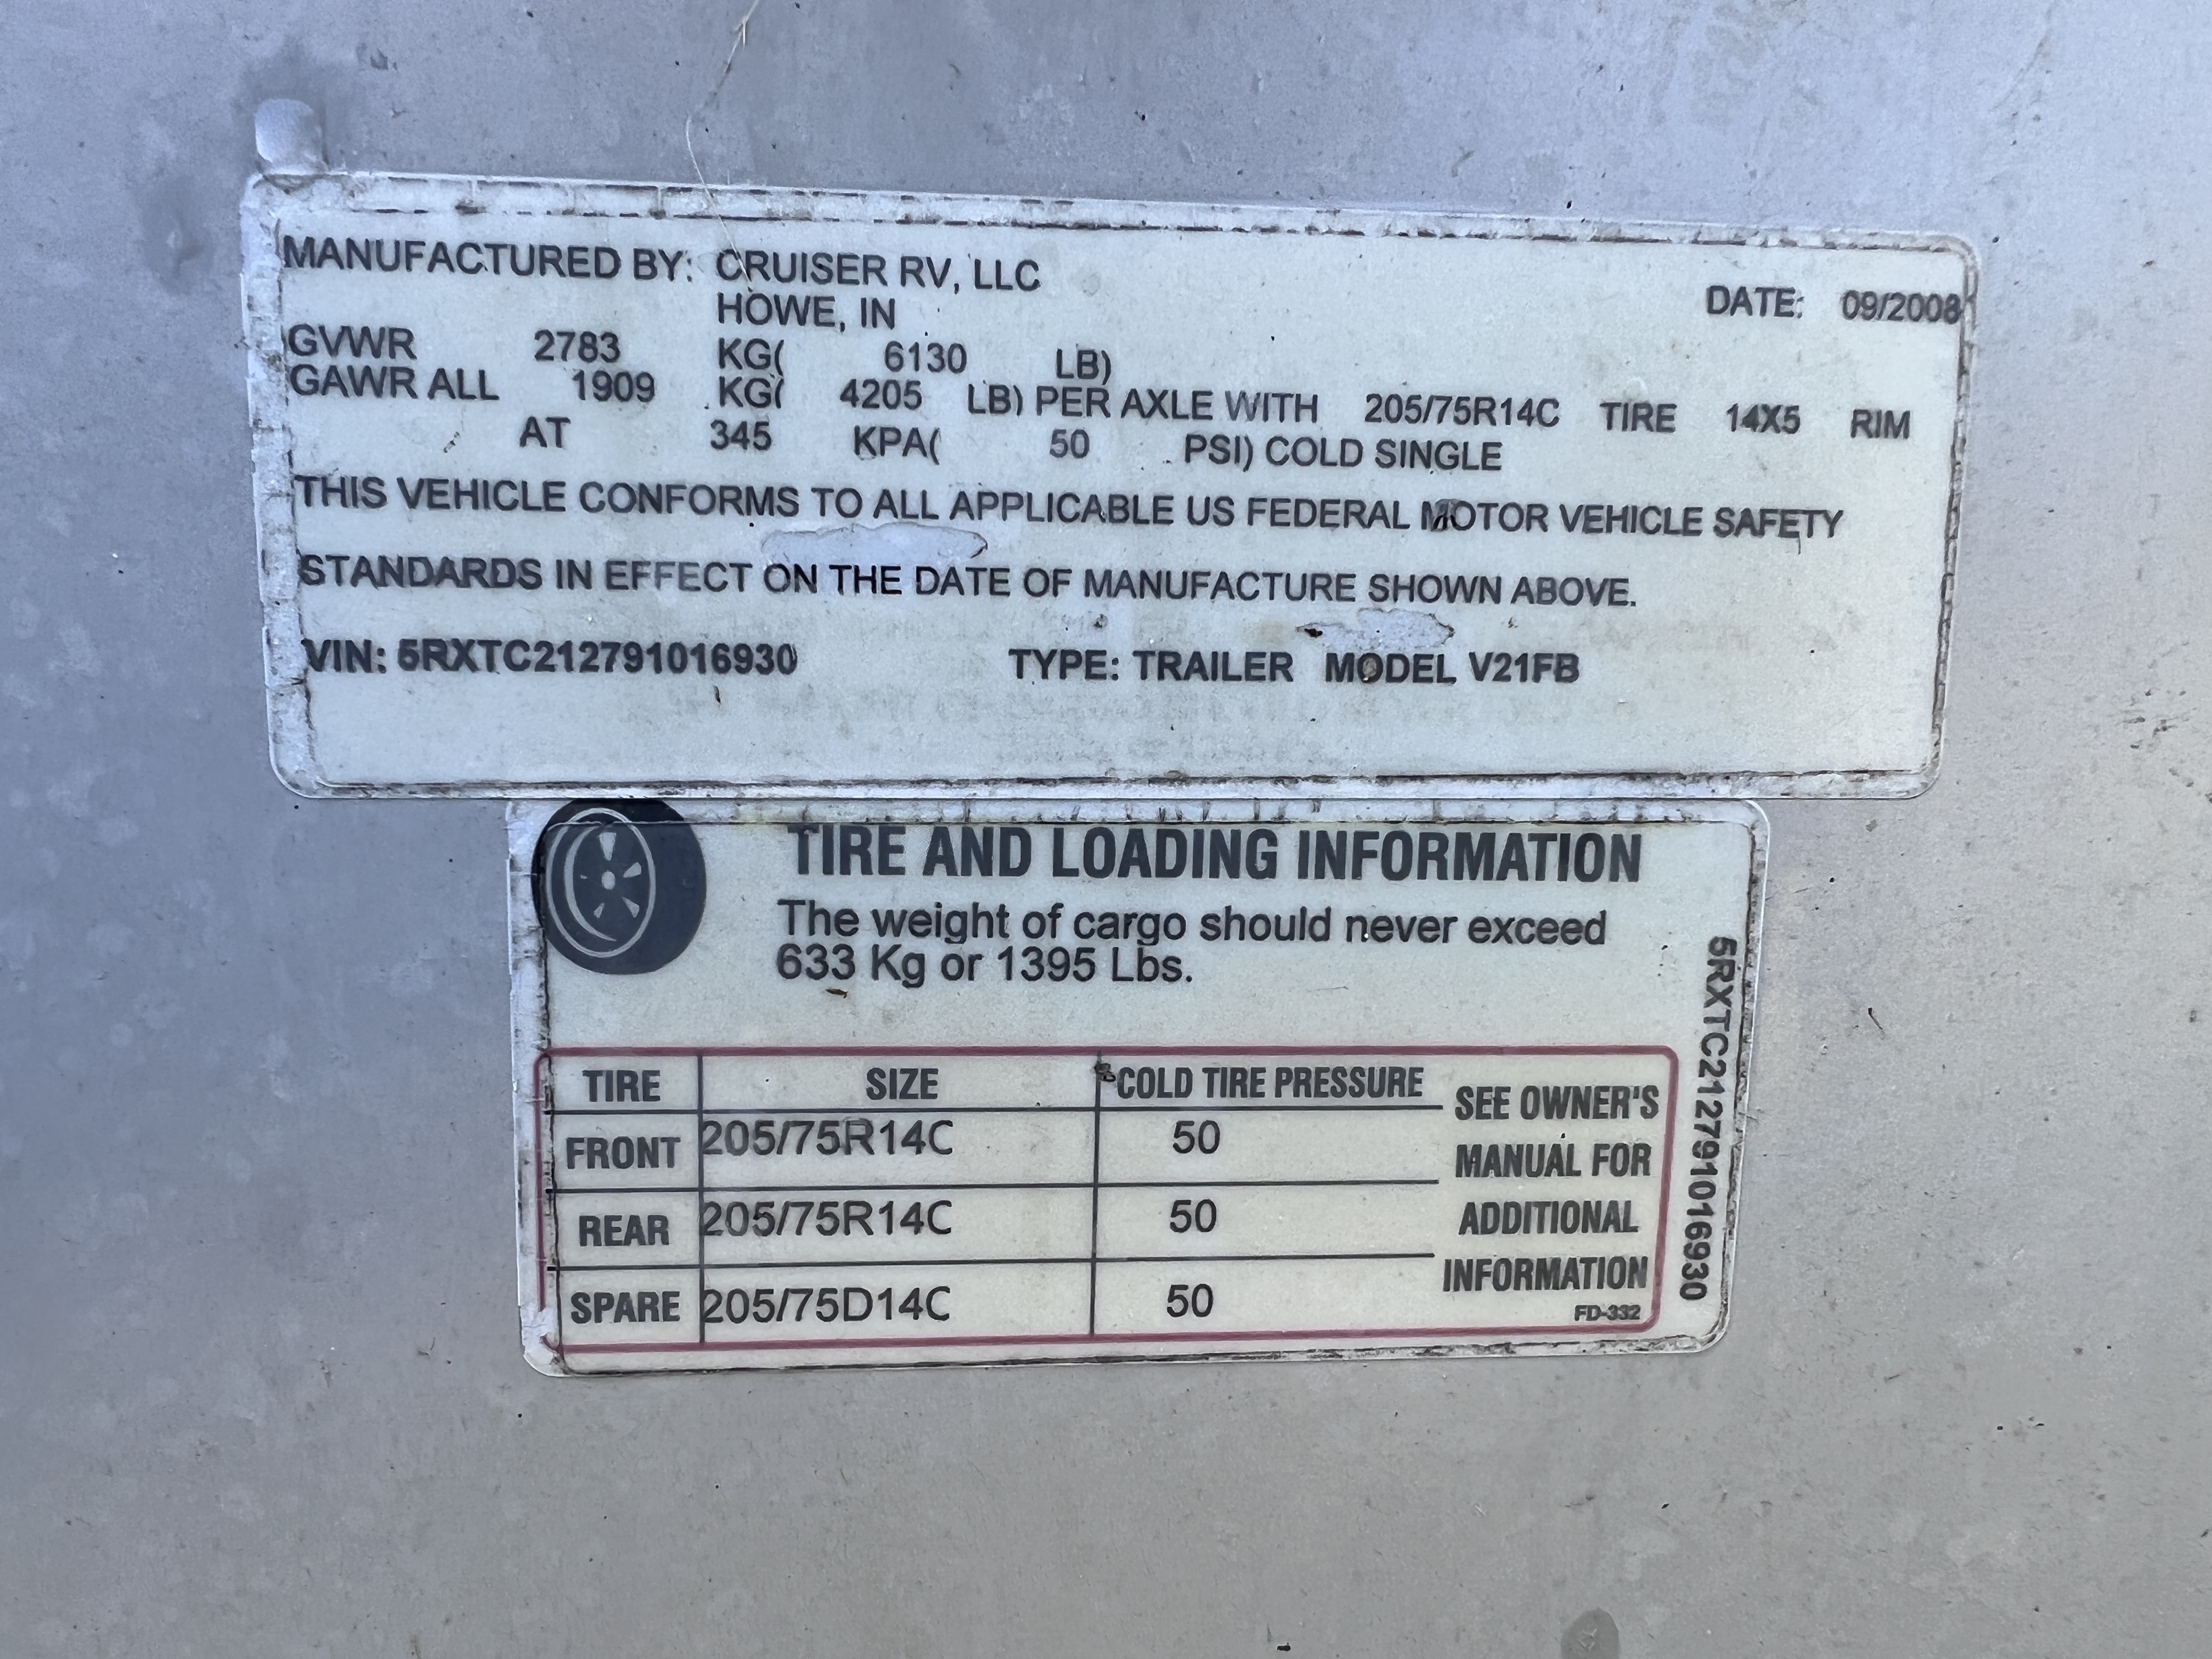 MANUFACTURED BY: CRUISER RV, LLC
HOWE, IN
DATE: 09/2008
GVWR 2783 KG( 6130 LB)
GAWR ALL 1909 KG( 4205 LB) PER AXLE WITH 205/75R14C TIRE 14X5 RIM
AT 345 KPA( 50 PSI) COLD SINGLE
THIS VEHICLE CONFORMS TO ALL APPLICABLE US FEDERAL MOTOR VEHICLE SAFETY
STANDARDS IN EFFECT ON THE DATE OF MANUFACTURE SHOWN ABOVE.
VIN: 5RXTC212791016930 TYPE: TRAILER MODEL V21FB
TIRE AND LOADING INFORMATION
The weight of cargo should never exceed
633 Kg or 1395 Lbs.
TIRE SIZE COLD TIRE PRESSURE
FRONT 205/75R14C 50
REAR 205/75R14C 50
SPARE 205/75D14C 50
SEE OWNER'S
MANUAL FOR
ADDITIONAL
INFORMATION
FD-332
5RXTC212791016930